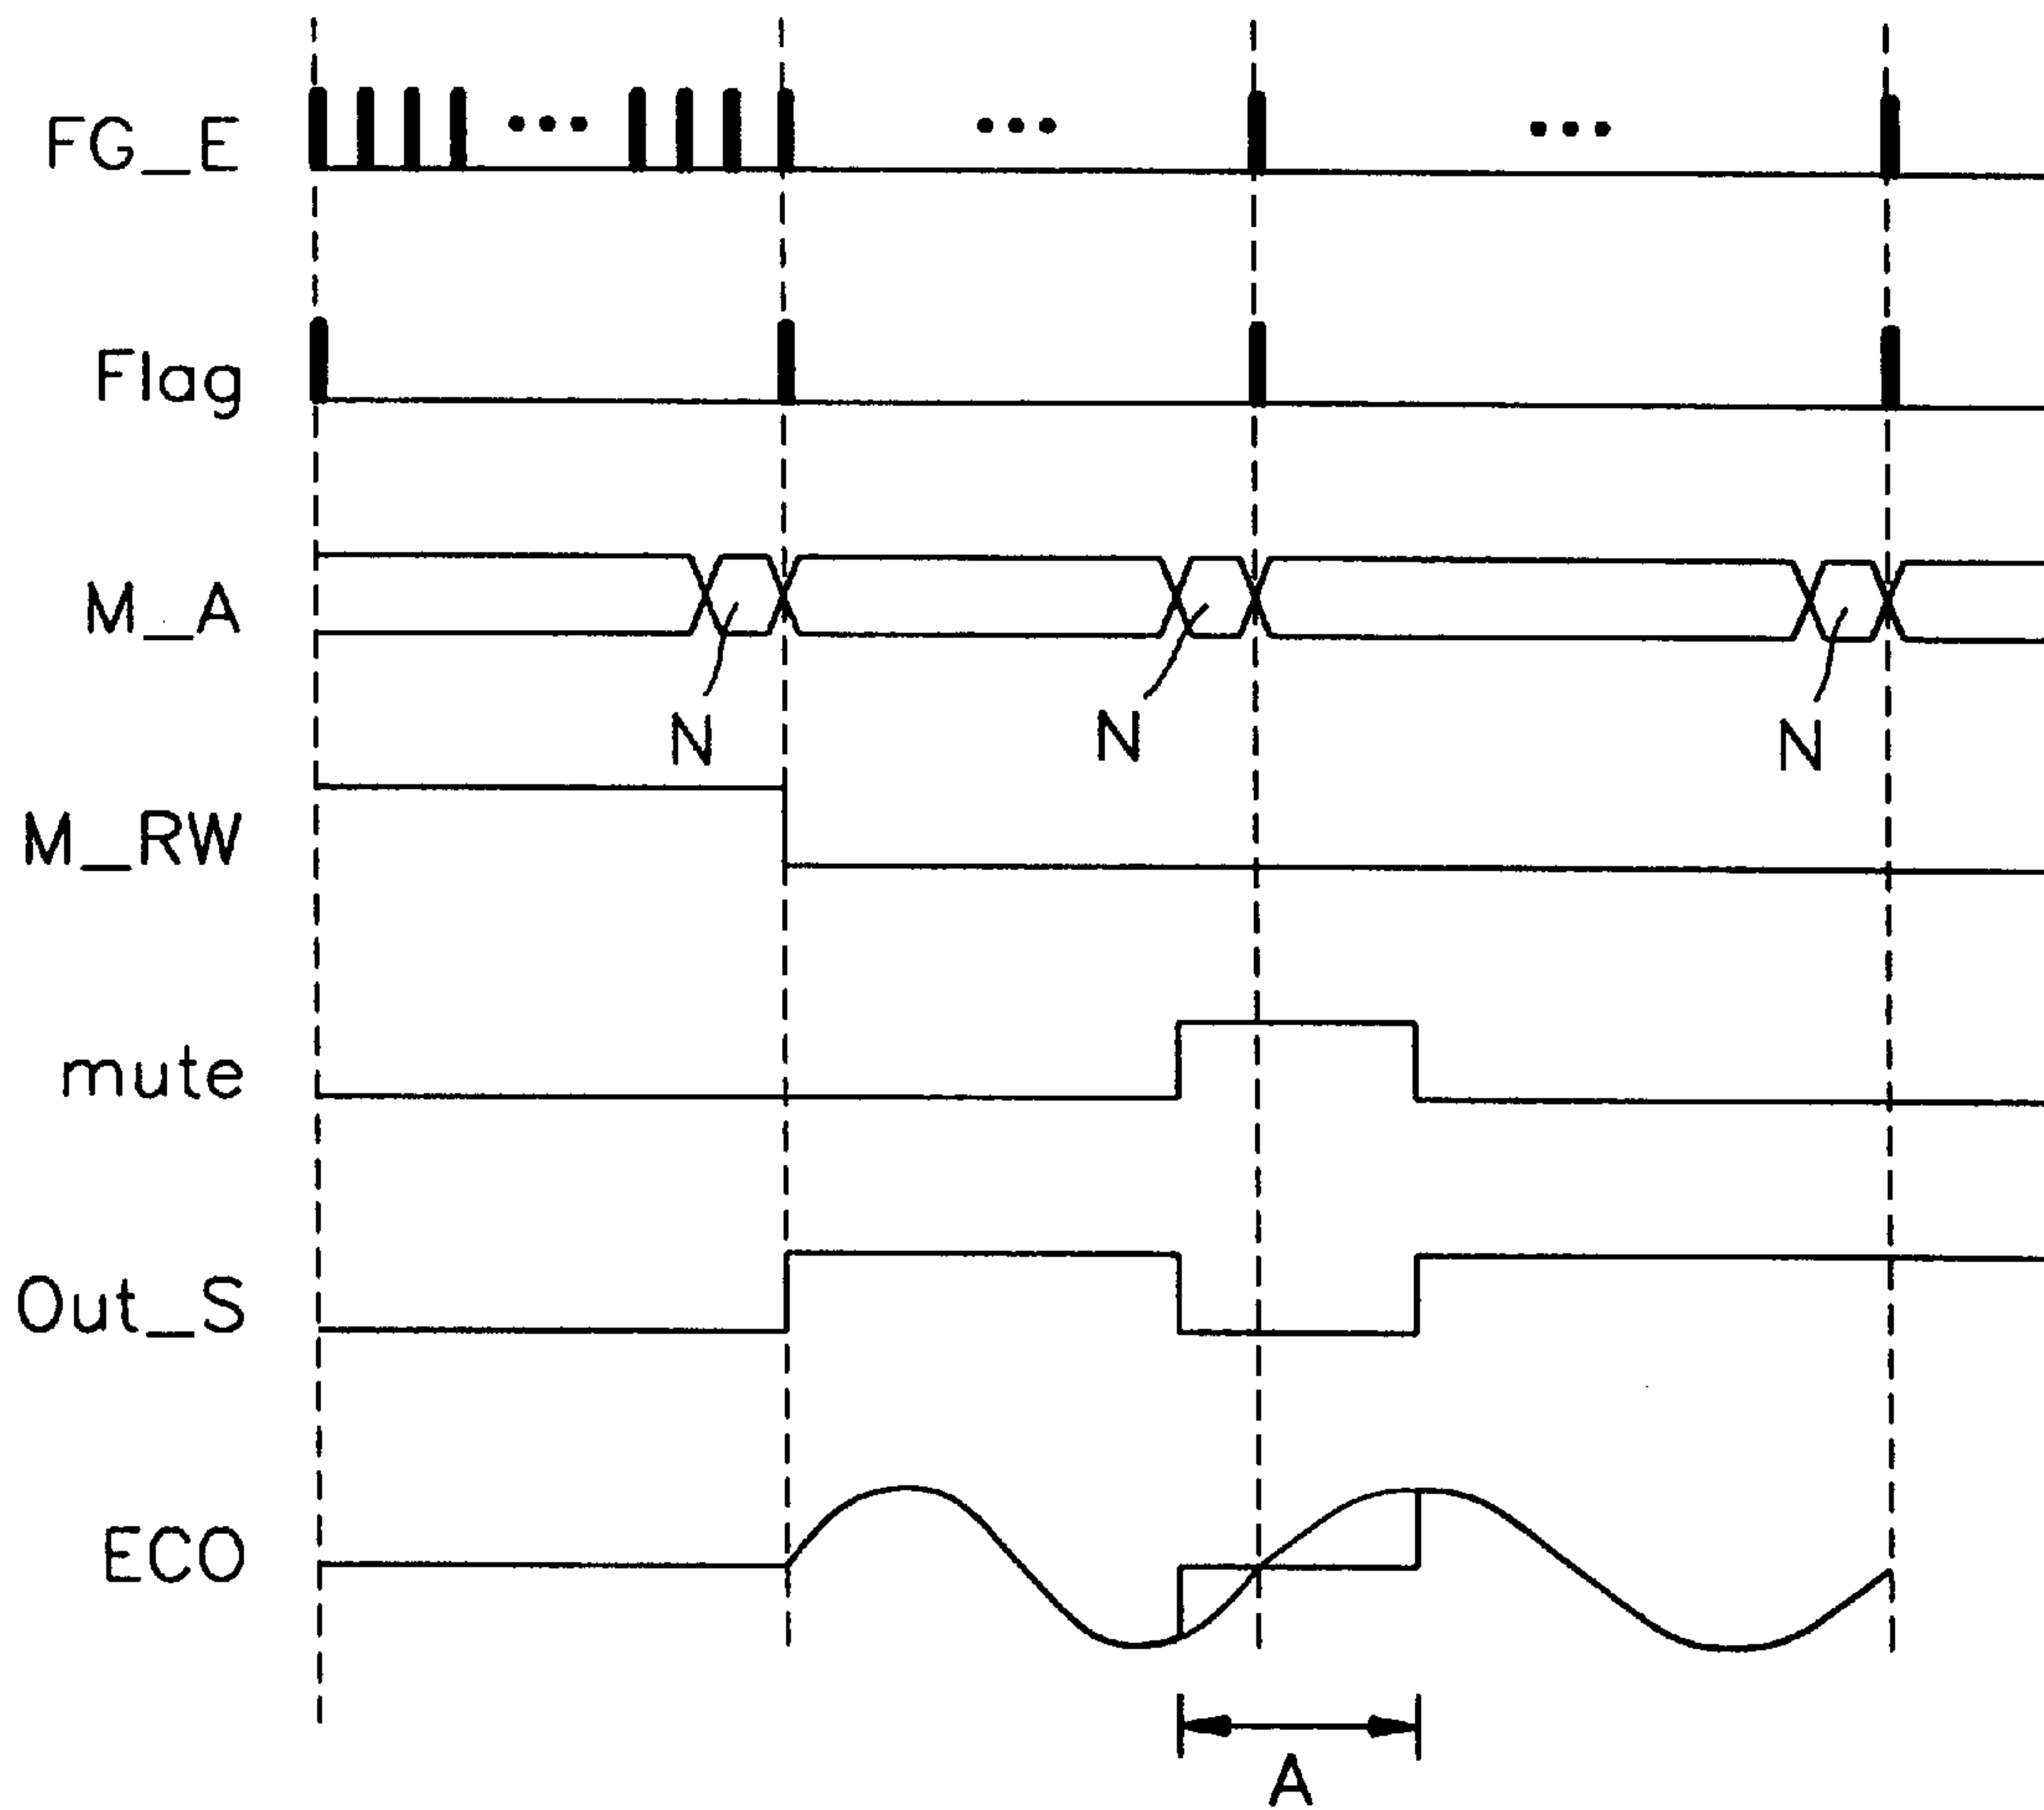 FG_E
Flag
M_A
N
N
N
M_RW
mute
Out_S
ECO
A